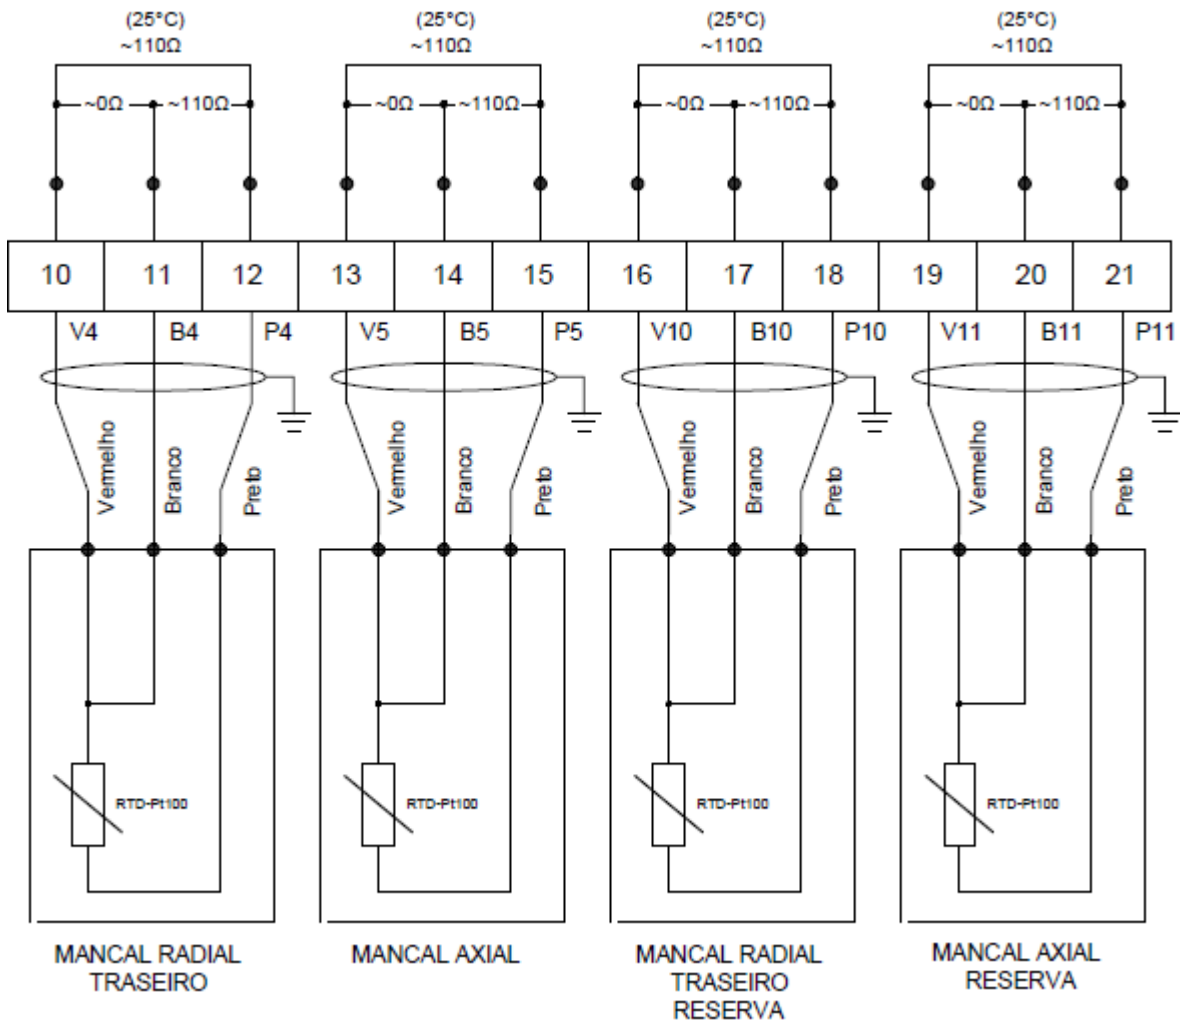 (25°C) (25°C) (25°C) (25°C)
~110Ω ~110Ω ~110Ω ~110Ω
~0Ω ~110Ω ~0Ω ~110Ω ~0Ω ~110Ω ~0Ω ~110Ω
10 11 12 13 14 15 16 17 18 19 20 21
V4 B4 P4 V5 B5 P5 V10 B10 P10 V11 B11 P11
Vermelho Branco Preto Vermelho Branco Preto Vermelho Branco Preto Vermelho Branco Preto
RTD-Pt100 RTD-Pt100 RTD-Pt100 RTD-Pt100
MANCAL RADIAL
TRASEIRO
MANCAL AXIAL
MANCAL RADIAL
TRASEIRO
RESERVA
MANCAL AXIAL
RESERVA